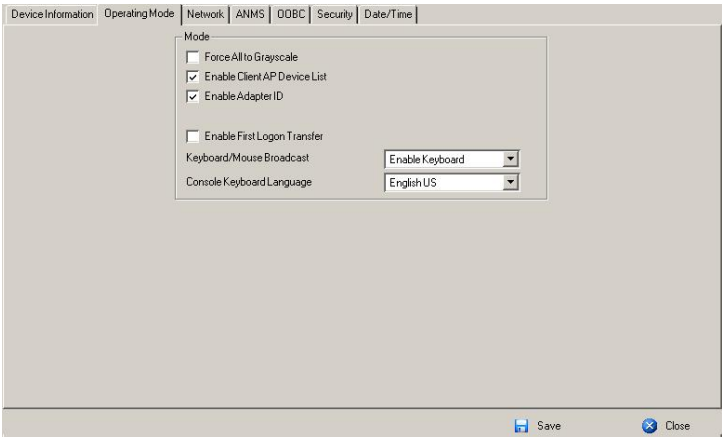 Device Information Operating Mode Network ANMS OOBC Security Date/Time
Mode
Force All to Grayscale
Enable Client AP Device List
Enable Adapter ID
Enable First Logon Transfer
Keyboard/Mouse Broadcast Enable Keyboard
Console Keyboard Language English US
Save Close